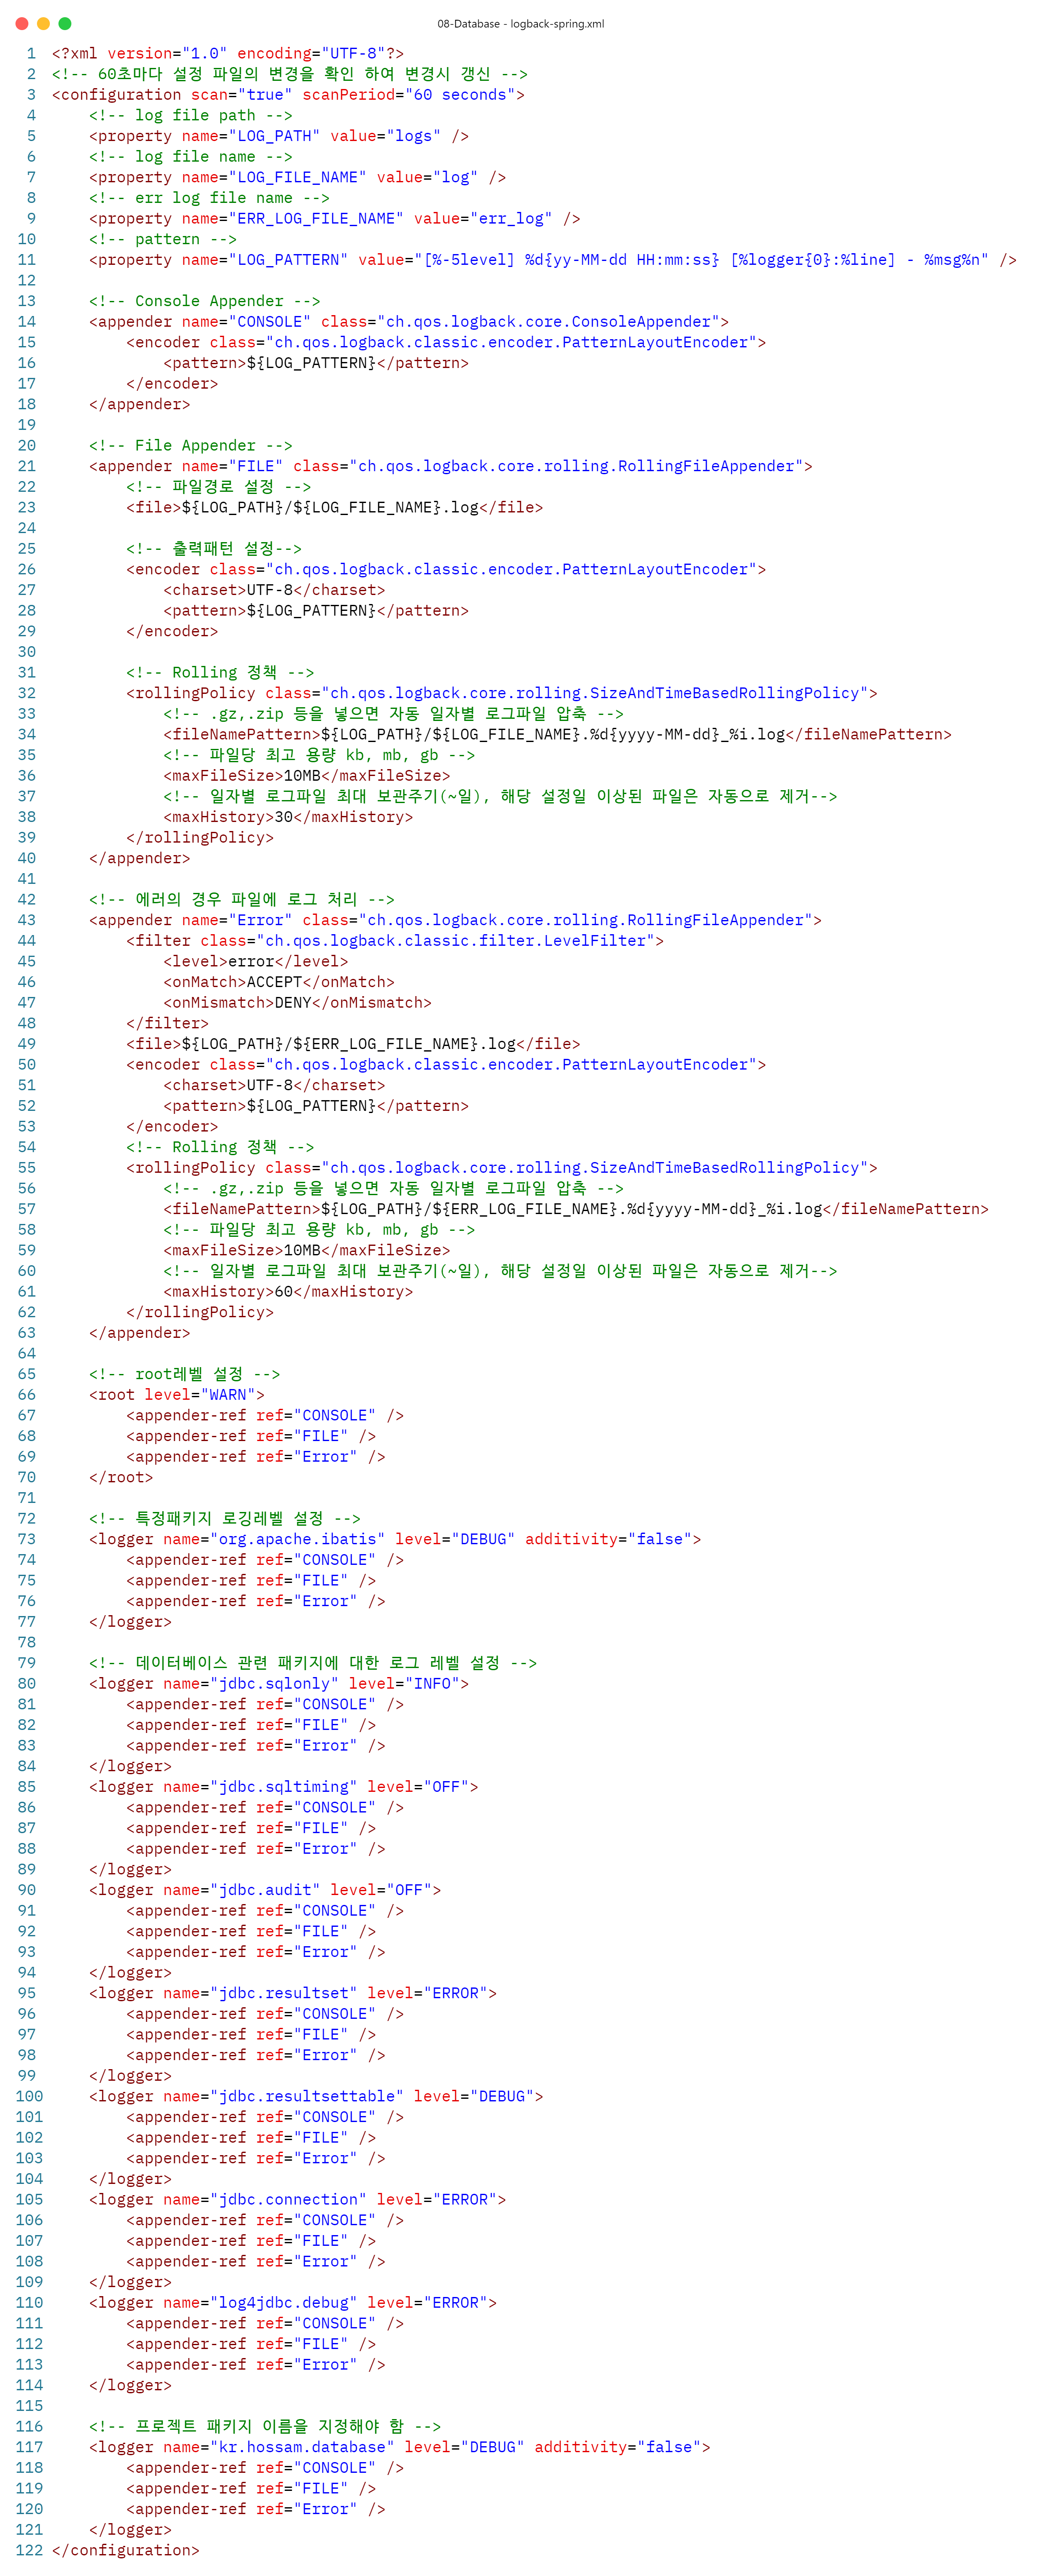 08-Database - logback-spring.xml
1 <?xml version="1.0" encoding="UTF-8"?>
2 <!-- 60초마다 설정 파일의 변경을 확인 하여 변경시 갱신 -->
3 <configuration scan="true" scanPeriod="60 seconds">
4     <!-- log file path -->
5     <property name="LOG_PATH" value="logs" />
6     <!-- log file name -->
7     <property name="LOG_FILE_NAME" value="log" />
8     <!-- err log file name -->
9     <property name="ERR_LOG_FILE_NAME" value="err_log" />
10     <!-- pattern -->
11     <property name="LOG_PATTERN" value="[%-5level] %d{yy-MM-dd HH:mm:ss} [%logger{0}:%line] - %msg%n" />
12
13     <!-- Console Appender -->
14     <appender name="CONSOLE" class="ch.qos.logback.core.ConsoleAppender">
15         <encoder class="ch.qos.logback.classic.encoder.PatternLayoutEncoder">
16             <pattern>${LOG_PATTERN}</pattern>
17         </encoder>
18     </appender>
19
20     <!-- File Appender -->
21     <appender name="FILE" class="ch.qos.logback.core.rolling.RollingFileAppender">
22         <!-- 파일경로 설정 -->
23         <file>${LOG_PATH}/${LOG_FILE_NAME}.log</file>
24
25         <!-- 출력패턴 설정-->
26         <encoder class="ch.qos.logback.classic.encoder.PatternLayoutEncoder">
27             <charset>UTF-8</charset>
28             <pattern>${LOG_PATTERN}</pattern>
29         </encoder>
30
31         <!-- Rolling 정책 -->
32         <rollingPolicy class="ch.qos.logback.core.rolling.SizeAndTimeBasedRollingPolicy">
33             <!-- .gz,.zip 등을 넣으면 자동 일자별 로그파일 압축 -->
34             <fileNamePattern>${LOG_PATH}/${LOG_FILE_NAME}.%d{yyyy-MM-dd}_%i.log</fileNamePattern>
35             <!-- 파일당 최고 용량 kb, mb, gb -->
36             <maxFileSize>10MB</maxFileSize>
37             <!-- 일자별 로그파일 최대 보관주기(~일), 해당 설정일 이상된 파일은 자동으로 제거-->
38             <maxHistory>30</maxHistory>
39         </rollingPolicy>
40     </appender>
41
42     <!-- 에러의 경우 파일에 로그 처리 -->
43     <appender name="Error" class="ch.qos.logback.core.rolling.RollingFileAppender">
44         <filter class="ch.qos.logback.classic.filter.LevelFilter">
45             <level>error</level>
46             <onMatch>ACCEPT</onMatch>
47             <onMismatch>DENY</onMismatch>
48         </filter>
49         <file>${LOG_PATH}/${ERR_LOG_FILE_NAME}.log</file>
50         <encoder class="ch.qos.logback.classic.encoder.PatternLayoutEncoder">
51             <charset>UTF-8</charset>
52             <pattern>${LOG_PATTERN}</pattern>
53         </encoder>
54         <!-- Rolling 정책 -->
55         <rollingPolicy class="ch.qos.logback.core.rolling.SizeAndTimeBasedRollingPolicy">
56             <!-- .gz,.zip 등을 넣으면 자동 일자별 로그파일 압축 -->
57             <fileNamePattern>${LOG_PATH}/${ERR_LOG_FILE_NAME}.%d{yyyy-MM-dd}_%i.log</fileNamePattern>
58             <!-- 파일당 최고 용량 kb, mb, gb -->
59             <maxFileSize>10MB</maxFileSize>
60             <!-- 일자별 로그파일 최대 보관주기(~일), 해당 설정일 이상된 파일은 자동으로 제거-->
61             <maxHistory>60</maxHistory>
62         </rollingPolicy>
63     </appender>
64
65     <!-- root레벨 설정 -->
66     <root level="WARN">
67         <appender-ref ref="CONSOLE" />
68         <appender-ref ref="FILE" />
69         <appender-ref ref="Error" />
70     </root>
71
72     <!-- 특정패키지 로깅레벨 설정 -->
73     <logger name="org.apache.ibatis" level="DEBUG" additivity="false">
74         <appender-ref ref="CONSOLE" />
75         <appender-ref ref="FILE" />
76         <appender-ref ref="Error" />
77     </logger>
78
79     <!-- 데이터베이스 관련 패키지에 대한 로그 레벨 설정 -->
80     <logger name="jdbc.sqlonly" level="INFO">
81         <appender-ref ref="CONSOLE" />
82         <appender-ref ref="FILE" />
83         <appender-ref ref="Error" />
84     </logger>
85     <logger name="jdbc.sqltiming" level="OFF">
86         <appender-ref ref="CONSOLE" />
87         <appender-ref ref="FILE" />
88         <appender-ref ref="Error" />
89     </logger>
90     <logger name="jdbc.audit" level="OFF">
91         <appender-ref ref="CONSOLE" />
92         <appender-ref ref="FILE" />
93         <appender-ref ref="Error" />
94     </logger>
95     <logger name="jdbc.resultset" level="ERROR">
96         <appender-ref ref="CONSOLE" />
97         <appender-ref ref="FILE" />
98         <appender-ref ref="Error" />
99     </logger>
100     <logger name="jdbc.resultsettable" level="DEBUG">
101         <appender-ref ref="CONSOLE" />
102         <appender-ref ref="FILE" />
103         <appender-ref ref="Error" />
104     </logger>
105     <logger name="jdbc.connection" level="ERROR">
106         <appender-ref ref="CONSOLE" />
107         <appender-ref ref="FILE" />
108         <appender-ref ref="Error" />
109     </logger>
110     <logger name="log4jdbc.debug" level="ERROR">
111         <appender-ref ref="CONSOLE" />
112         <appender-ref ref="FILE" />
113         <appender-ref ref="Error" />
114     </logger>
115
116     <!-- 프로젝트 패키지 이름을 지정해야 함 -->
117     <logger name="kr.hossam.database" level="DEBUG" additivity="false">
118         <appender-ref ref="CONSOLE" />
119         <appender-ref ref="FILE" />
120         <appender-ref ref="Error" />
121     </logger>
122 </configuration>